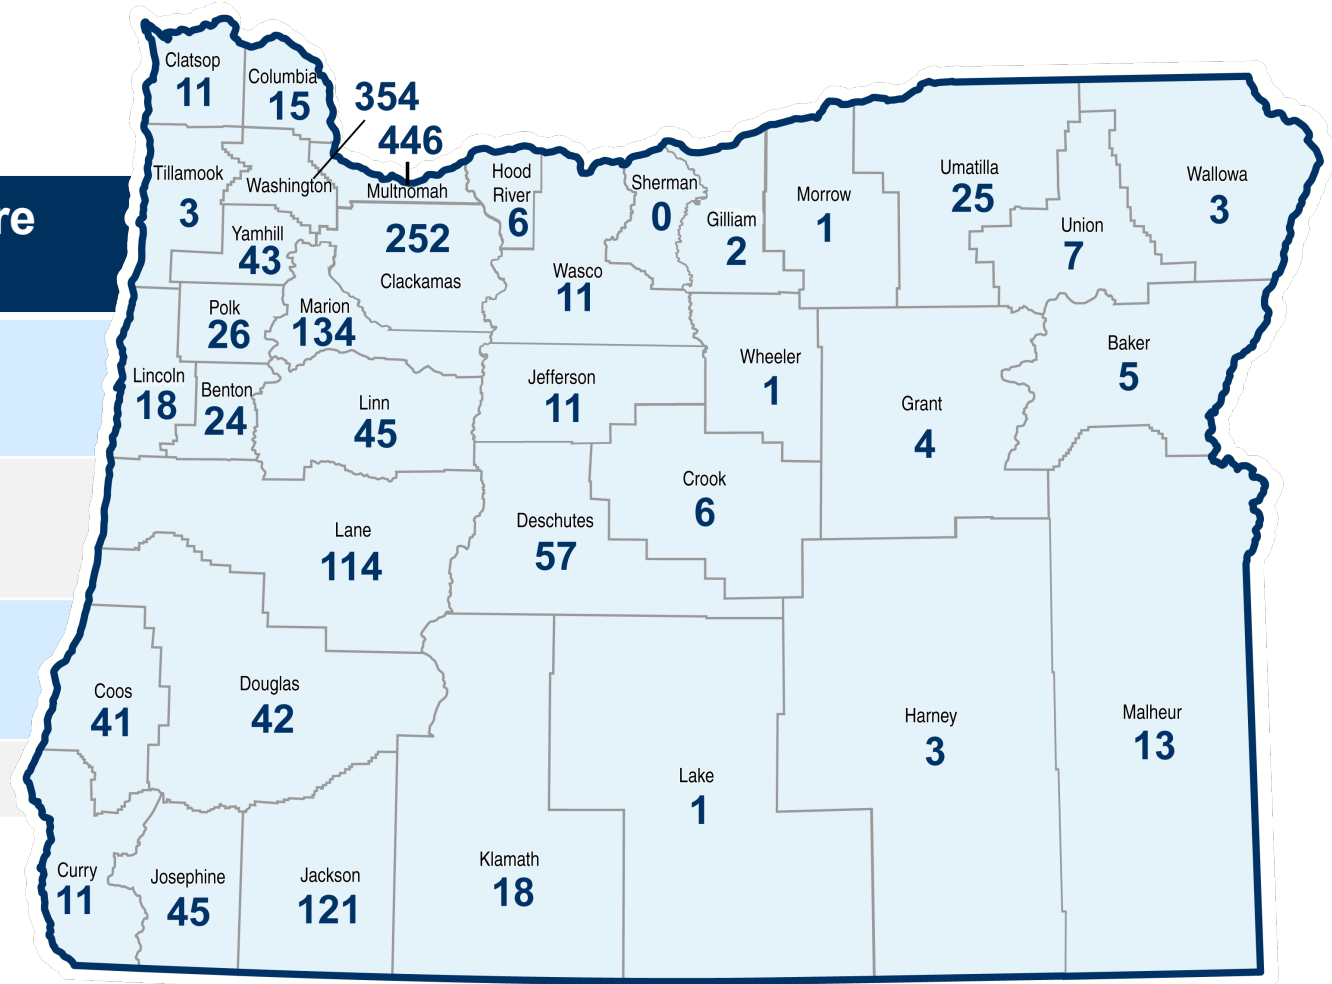 Clatsop
11
Columbia
15
354
446
re
Tillamook
3
Washington
Multnomah
Hood
River
6
Sherman
0
Gilliam
2
Morrow
1
Umatilla
25
Wallowa
3
Union
7
Yamhill
43
252
Clackamas
Wasco
11
Polk
26
Marion
134
Baker
5
Wheeler
1
Lincoln
18
Benton
24
Linn
45
Jefferson
11
Grant
4
Crook
6
Lane
114
Deschutes
57
Coos
41
Douglas
42
Harney
3
Malheur
13
Lake
1
Curry
11
Josephine
45
Jackson
121
Klamath
18